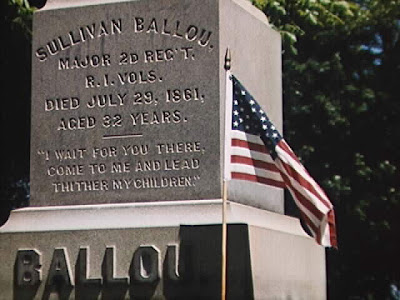 SULLIVAN BALLOU.
MAJOR 2D REG'T.
R.I. VOLS.
DIED JULY 29, 1861,
AGED 32 YEARS.
"I WAIT FOR YOU THERE,
COME TO ME AND LEAD
THITHER MY CHILDREN."
BALLOU